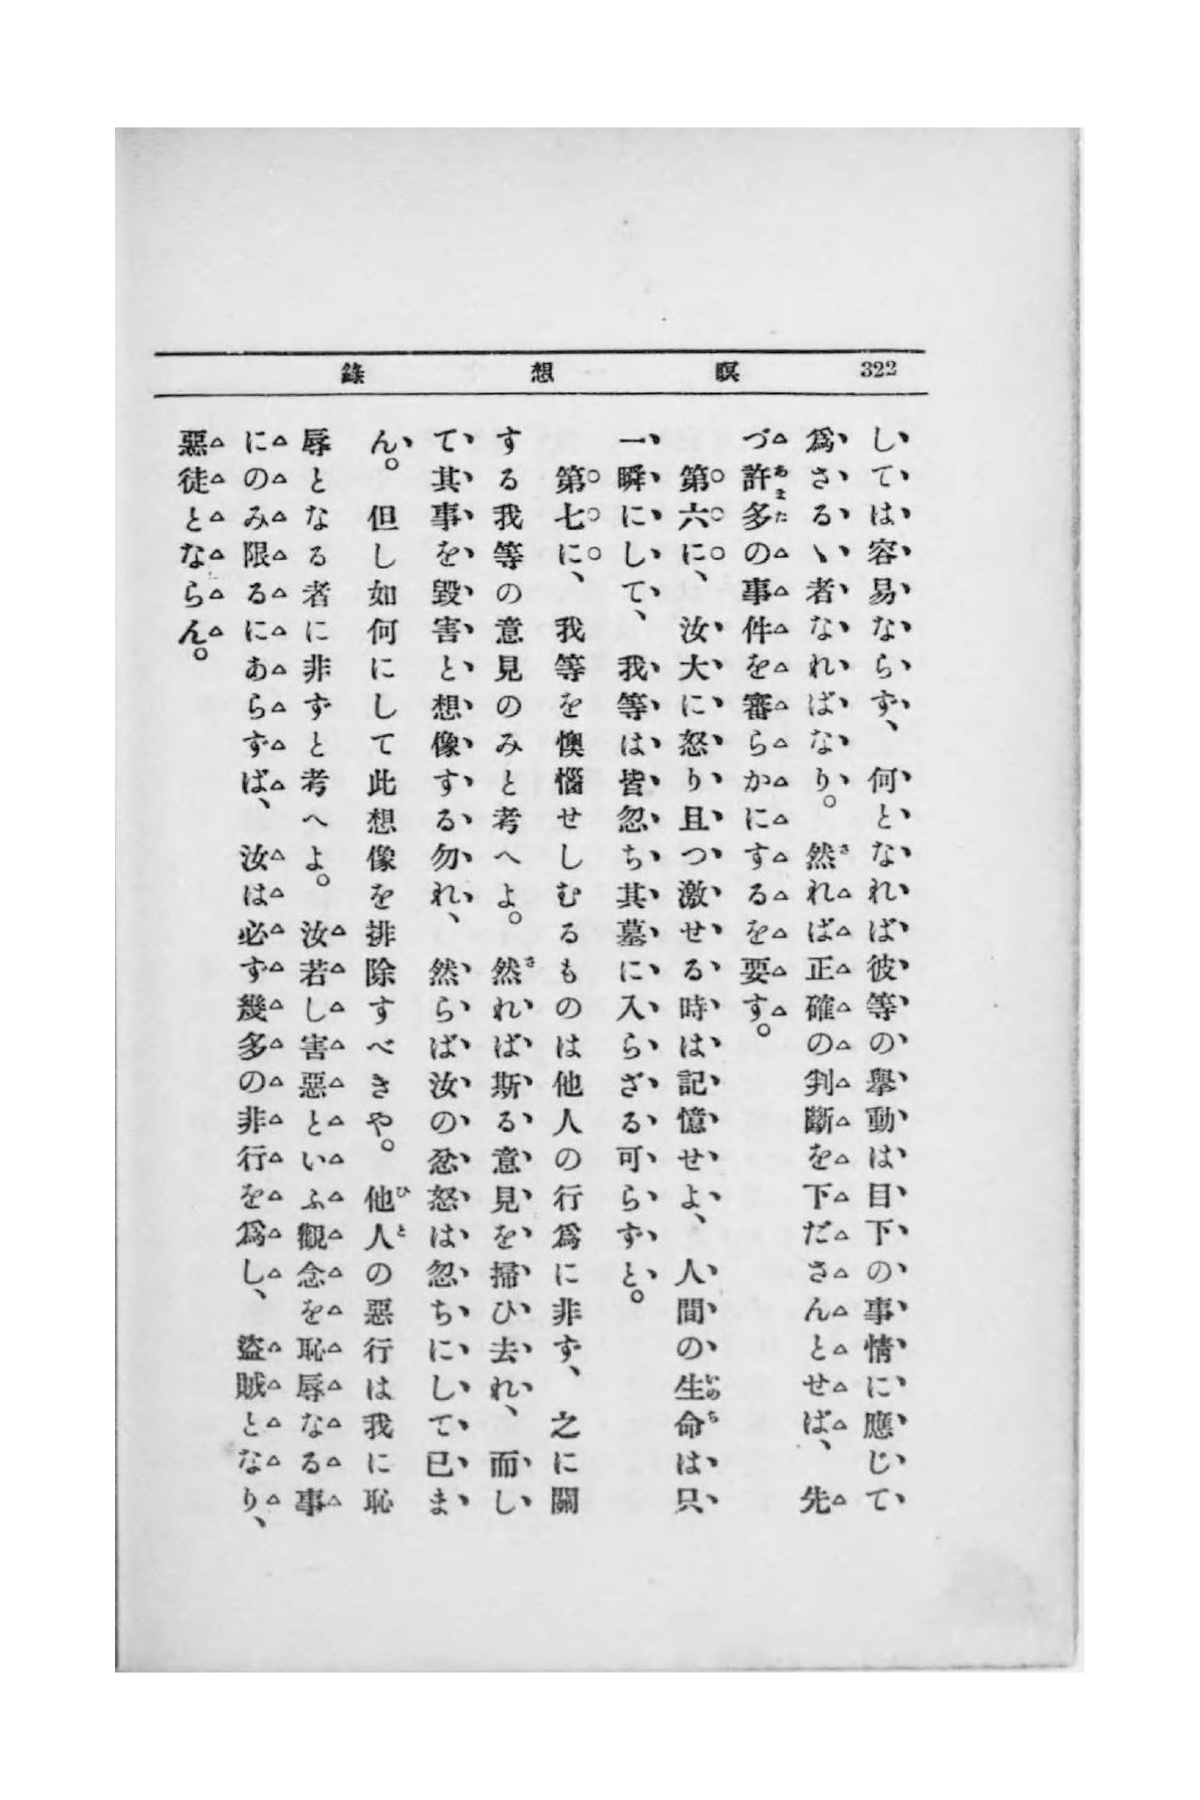 322 瞑想錄
しては容易ならず、何となれば彼等の擧動は目下の事情に應じて
爲さるゝ者なればなり。然れば正確の判斷を下ださんとせば、先
づ許多の事件を審らかにするを要す。
第六に、汝大に怒り且つ激せる時は記憶せよ、人間の生命は只
一瞬にして、我等は皆忽ち其墓に入らざる可らずと。
第七に、我等を懊惱せしむるものは他人の行爲に非ず、之に關
する我等の意見のみと考へよ。然れば斯る意見を掃ひ去れ、而し
て其事を毀害と想像する勿れ、然らば汝の忿怒は忽ちにして已ま
ん。但し如何にして此想像を排除すべきや。他人の惡行は我に恥
辱となる者に非ずと考へよ。汝若し害惡といふ觀念を恥辱なる事
にのみ限るにあらずば、汝は必ず幾多の非行を爲し、盜賊となり、
惡徒とならん。